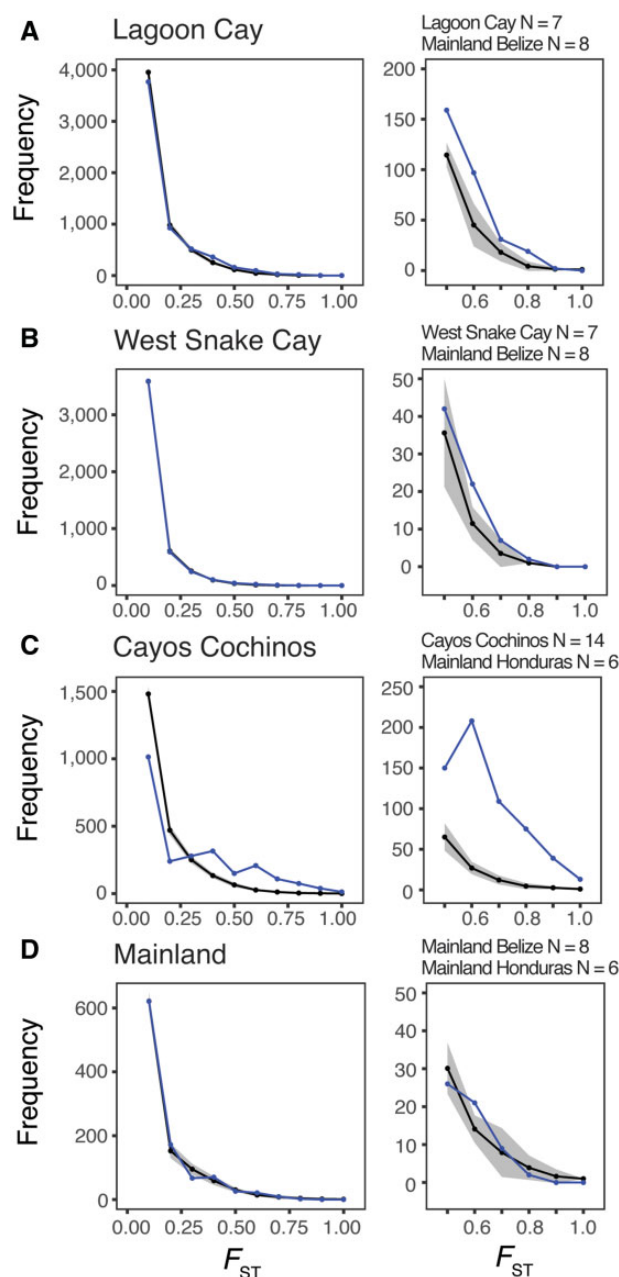 A Lagoon Cay
Lagoon Cay N = 7
Mainland Belize N = 8
Frequency
4,000
3,000
2,000
1,000
0
0.00 0.25 0.50 0.75 1.00
200
150
100
50
0
0.6 0.8 1.0
B West Snake Cay
West Snake Cay N = 7
Mainland Belize N = 8
Frequency
3,000
2,000
1,000
0
0.00 0.25 0.50 0.75 1.00
50
40
30
20
10
0
0.6 0.8 1.0
C Cayos Cochinos
Cayos Cochinos N = 14
Mainland Honduras N = 6
Frequency
1,500
1,000
500
0
0.00 0.25 0.50 0.75 1.00
250
200
150
100
50
0
0.6 0.8 1.0
D Mainland
Mainland Belize N = 8
Mainland Honduras N = 6
Frequency
600
400
200
0
0.00 0.25 0.50 0.75 1.00
50
40
30
20
10
0
0.6 0.8 1.0
FST
FST